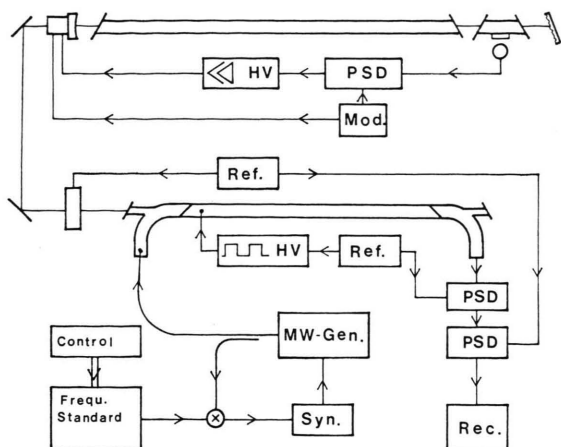 HV
PSD
Mod.
Ref.
HV
Ref.
PSD
Control
MW-Gen.
PSD
Frequ.
Standard
Syn.
Rec.